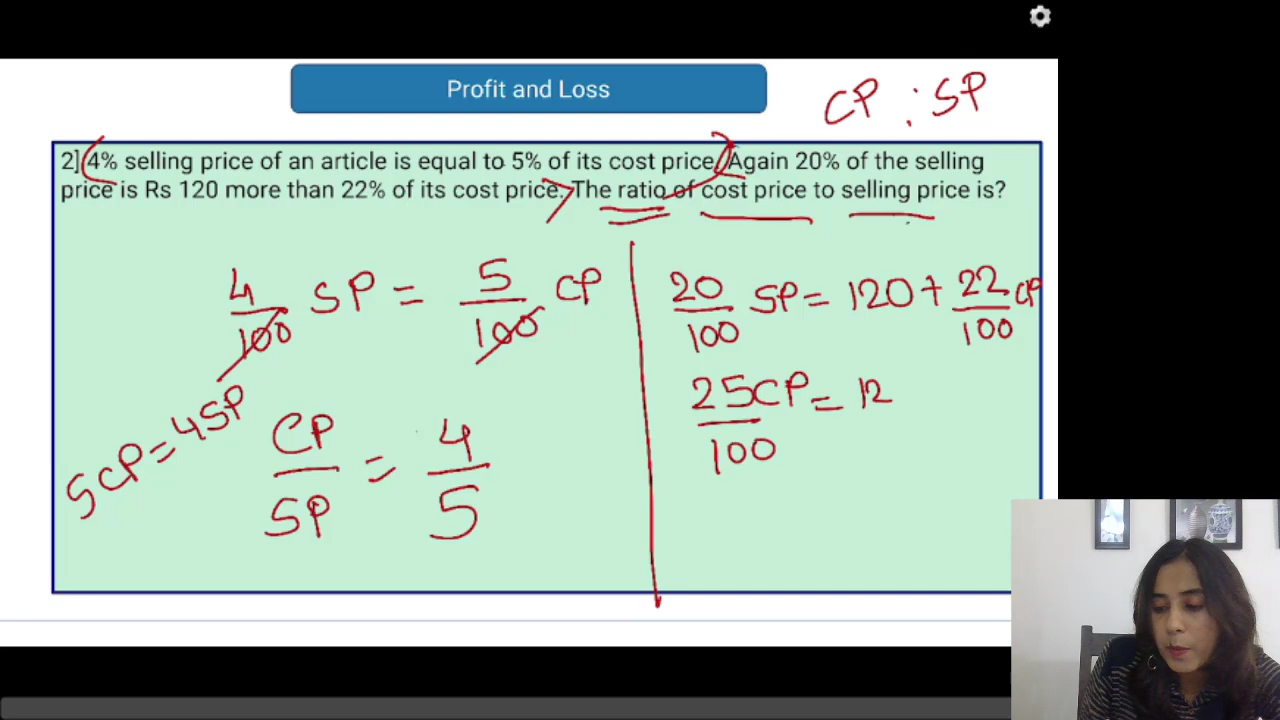 Profit and Loss
CP : SP
2] 4% selling price of an article is equal to 5% of its cost price. Again 20% of the selling
price is Rs 120 more than 22% of its cost price. The ratio of cost price to selling price is?
4/100 SP = 5/100 CP
5CP = 4SP
CP/SP = 4/5
20/100 SP = 120 + 22/100 CP
25CP/100 = 12